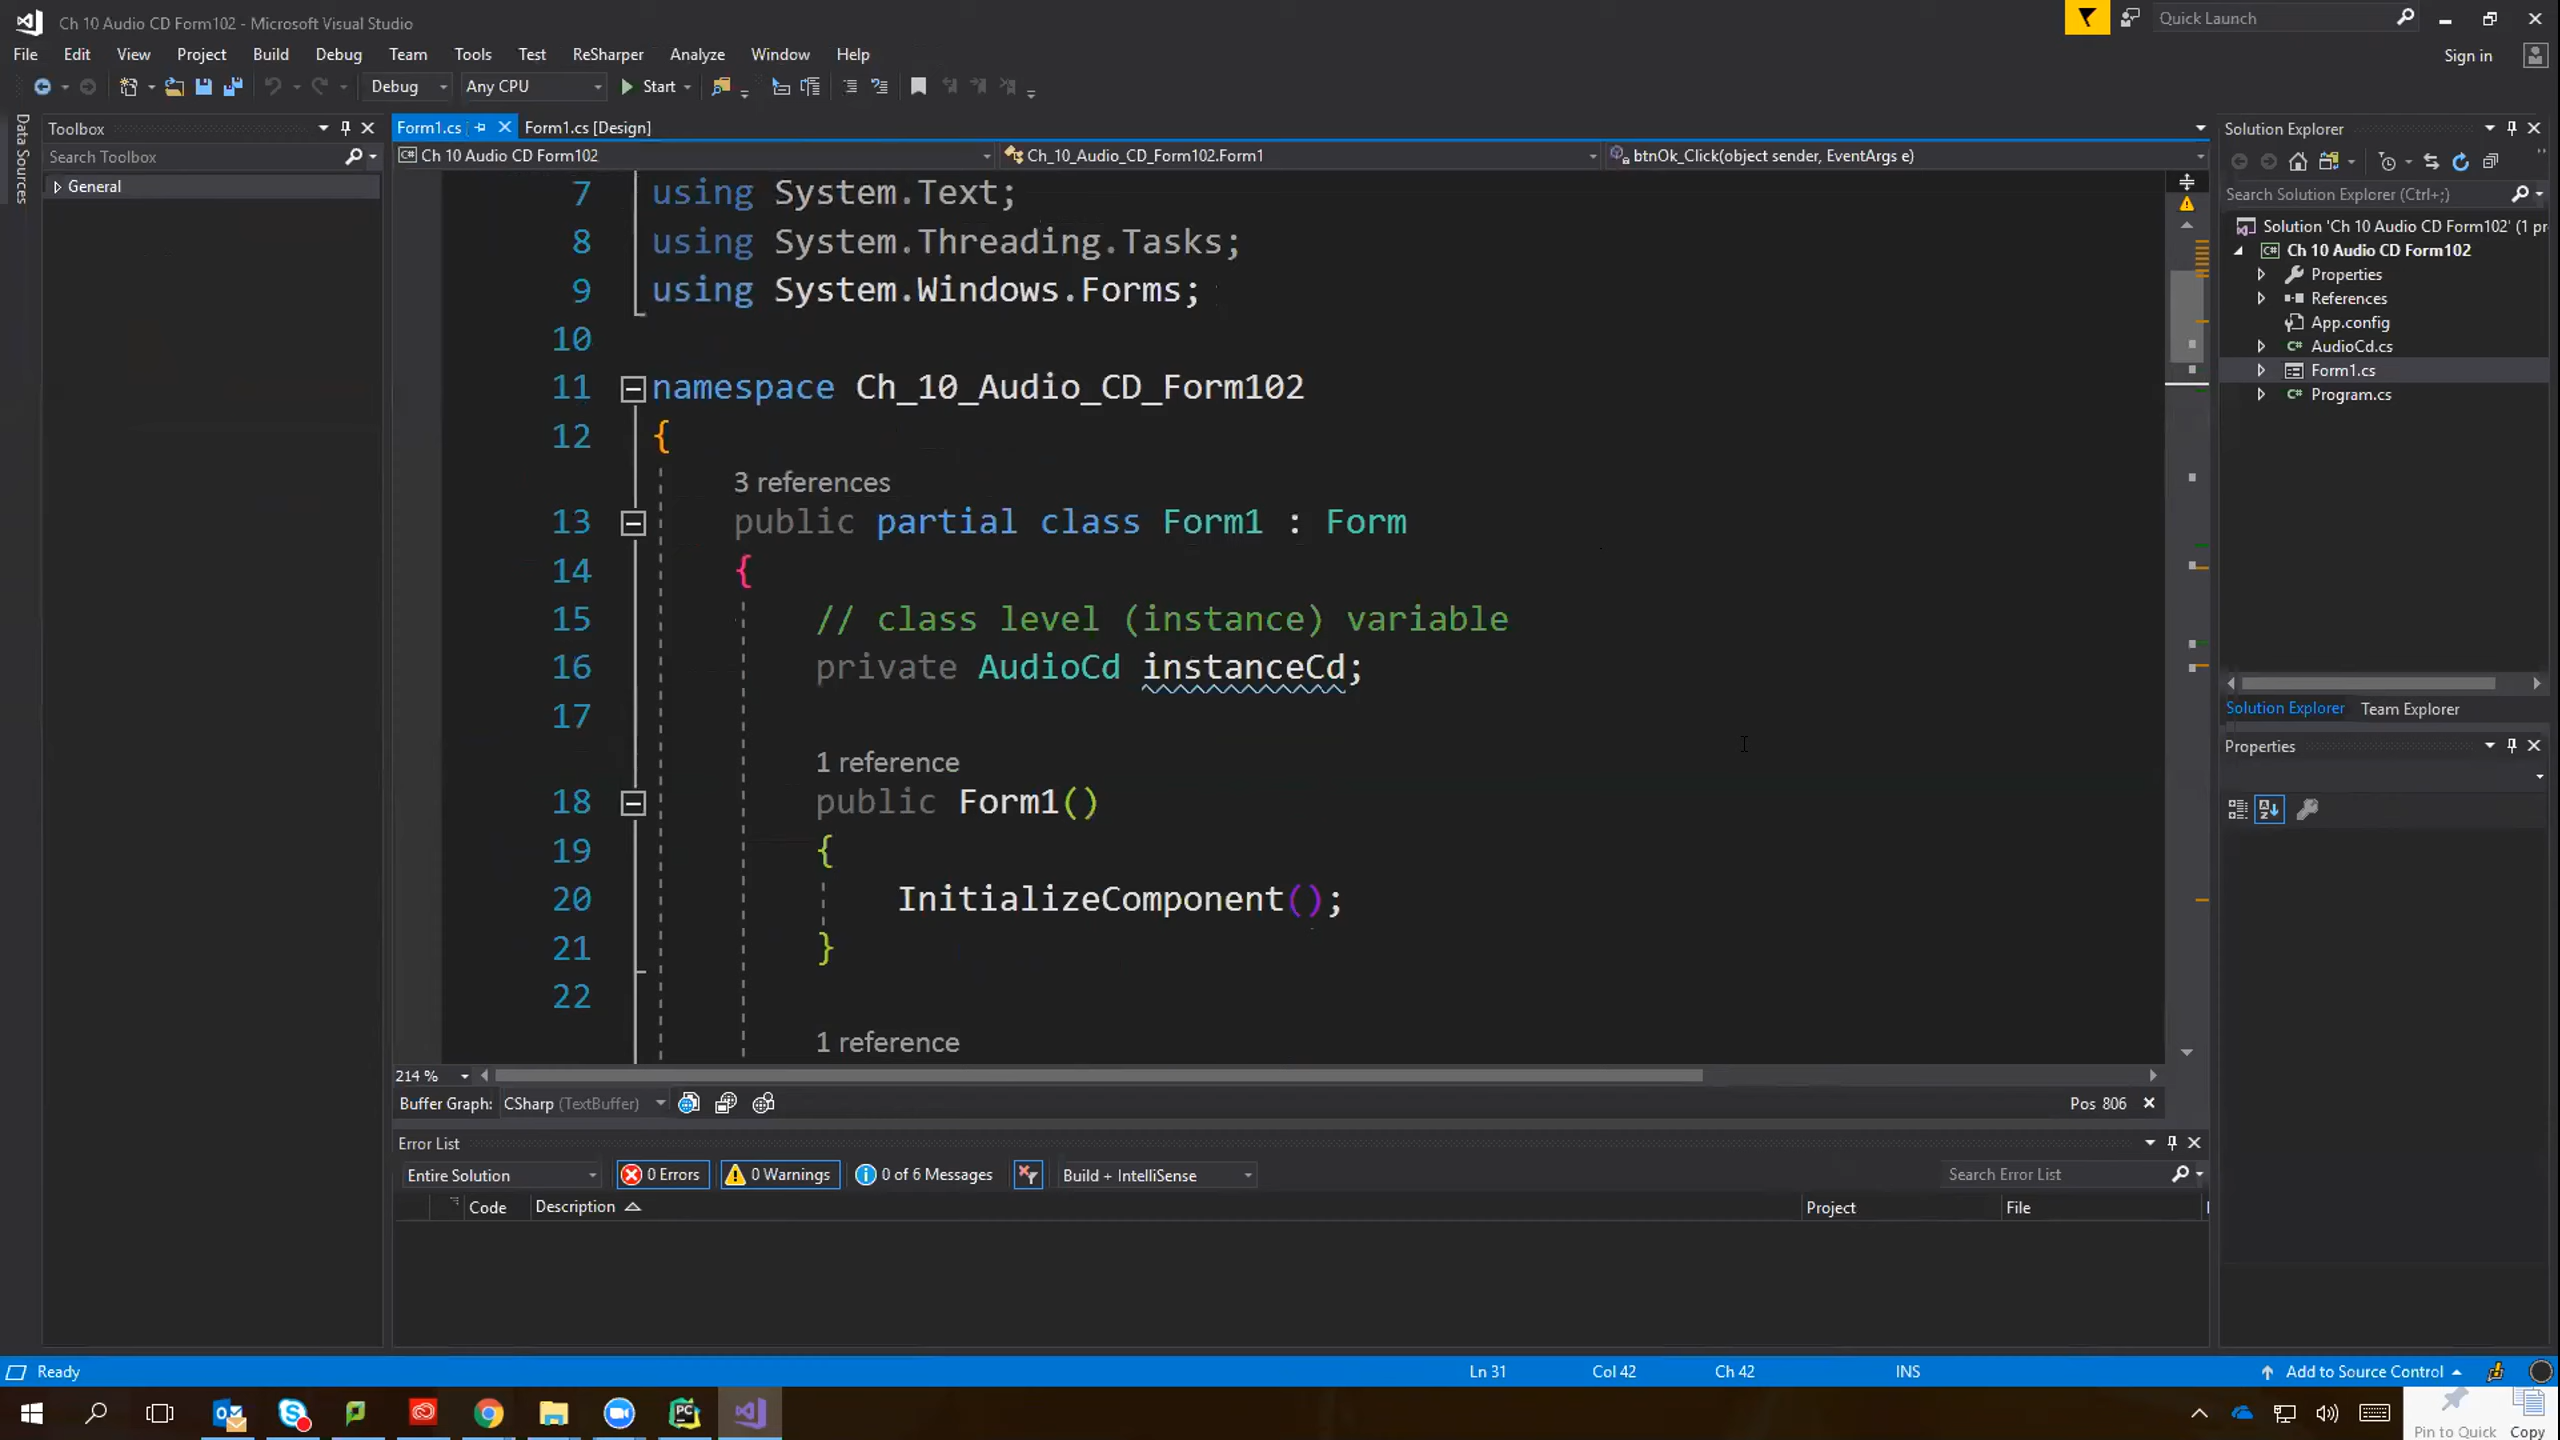 Ch 10 Audio CD Form102 - Microsoft Visual Studio
Quick Launch
File Edit View Project Build Debug Team Tools Test ReSharper Analyze Window Help
Sign in
Debug Any CPU Start
Data Sources
Toolbox
Search Toolbox
General
Form1.cs Form1.cs [Design]
Ch 10 Audio CD Form102 Ch_10_Audio_CD_Form102.Form1 btnOk_Click(object sender, EventArgs e)
7 using System.Text;
8 using System.Threading.Tasks;
9 using System.Windows.Forms;
10
11 namespace Ch_10_Audio_CD_Form102
12 {
3 references
13 public partial class Form1 : Form
14 {
15 // class level (instance) variable
16 private AudioCd instanceCd;
17
1 reference
18 public Form1()
19 {
20 InitializeComponent();
21 }
22
1 reference
214 %
Buffer Graph: CSharp (TextBuffer) Pos 806
Error List
Entire Solution 0 Errors 0 Warnings 0 of 6 Messages Build + IntelliSense Search Error List
Code Description Project File
Solution Explorer
Search Solution Explorer (Ctrl+;)
Solution 'Ch 10 Audio CD Form102' (1 pr
Ch 10 Audio CD Form102
Properties
References
App.config
AudioCd.cs
Form1.cs
Program.cs
Solution Explorer Team Explorer
Properties
Ready Ln 31 Col 42 Ch 42 INS Add to Source Control
Pin to Quick Copy